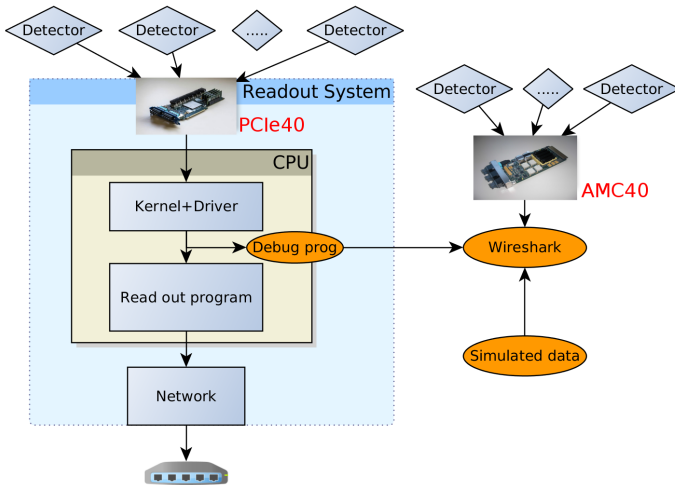 Detector
Detector
.....
Detector
Readout System
PCIe40
Detector
.....
Detector
AMC40
CPU
Kernel+Driver
Debug prog
Wireshark
Read out program
Simulated data
Network